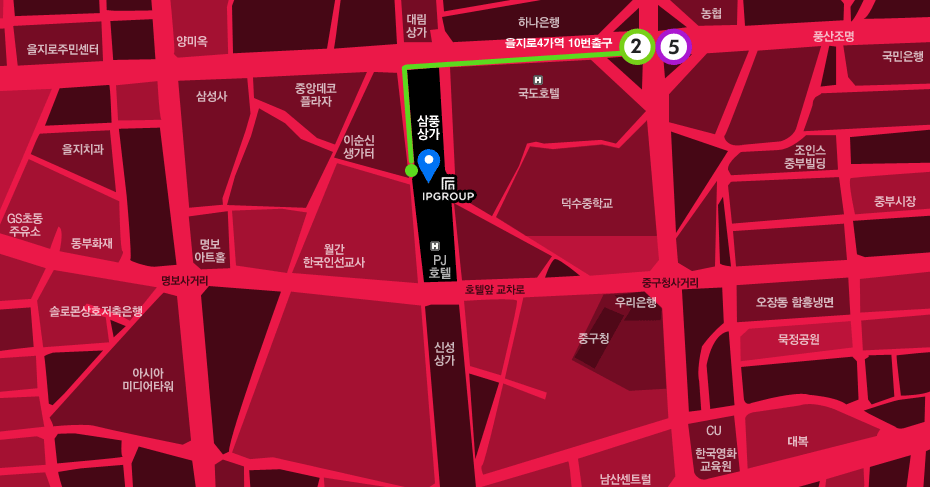 대림
상가
하나은행
농협
을지로주민센터
양미옥
을지로4가역 10번출구
2
5
풍산조명
국민은행
삼성사
중앙데코
플라자
H
국도호텔
을지치과
이순신
생가터
삼풍
상가
조인스
중부빌딩
IPGROUP
덕수중학교
중부시장
GS초동
주유소
동부화재
명보
아트홀
월간
한국인선교사
H
PJ
호텔
명보사거리
호텔앞 교차로
중구청사거리
우리은행
오장동 함흥냉면
솔로몬상호저축은행
중구청
묵정공원
신성
상가
아시아
미디어타워
CU
한국영화
교육원
대복
남산센트럴